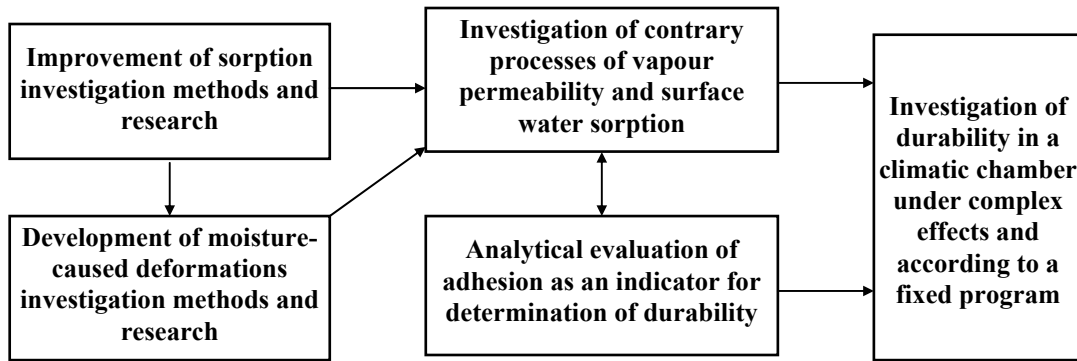 Improvement of sorption
investigation methods and
research
Investigation of contrary
processes of vapour
permeability and surface
water sorption
Investigation of
durability in a
climatic chamber
under complex
effects and
according to a
fixed program
Development of moisture-
caused deformations
investigation methods and
research
Analytical evaluation of
adhesion as an indicator for
determination of durability